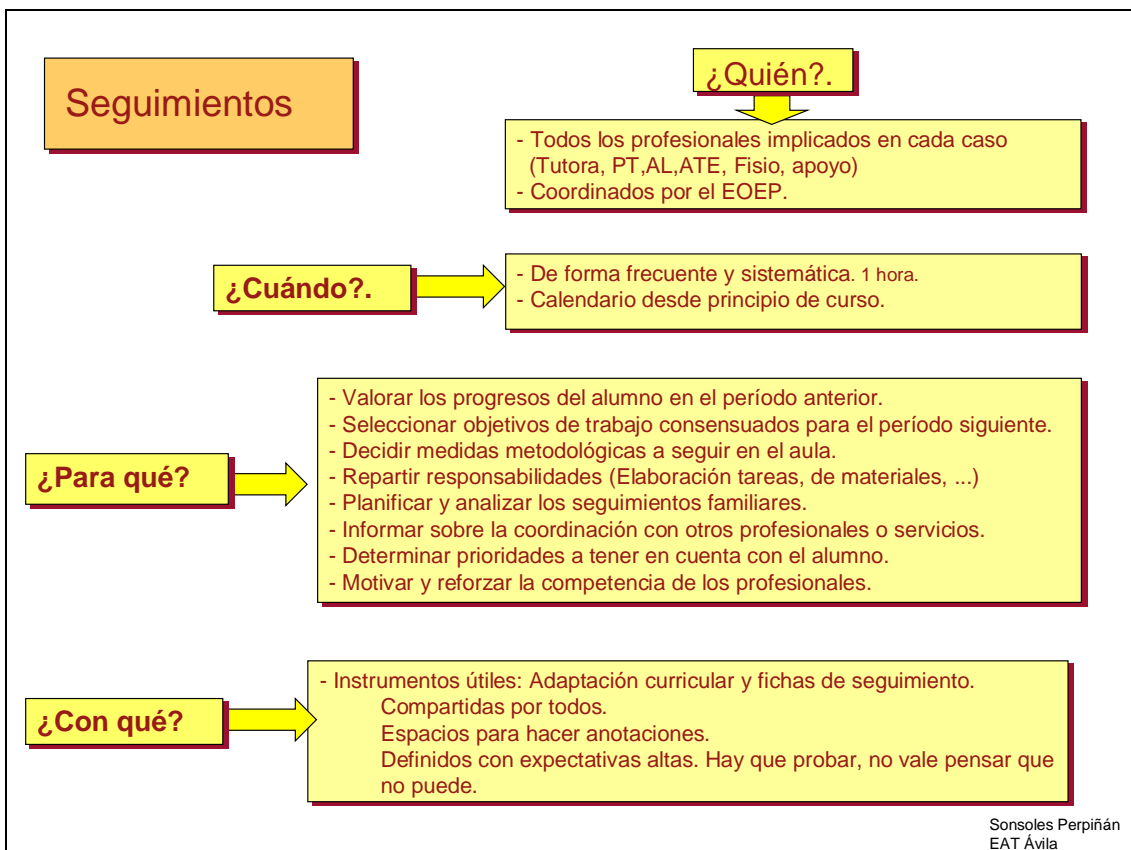 Seguimientos
¿Quién?.
- Todos los profesionales implicados en cada caso
(Tutora, PT,AL,ATE, Fisio, apoyo)
- Coordinados por el EOEP.
¿Cuándo?.
- De forma frecuente y sistemática. 1 hora.
- Calendario desde principio de curso.
¿Para qué?
- Valorar los progresos del alumno en el período anterior.
- Seleccionar objetivos de trabajo consensuados para el período siguiente.
- Decidir medidas metodológicas a seguir en el aula.
- Repartir responsabilidades (Elaboración tareas, de materiales, ...)
- Planificar y analizar los seguimientos familiares.
- Informar sobre la coordinación con otros profesionales o servicios.
- Determinar prioridades a tener en cuenta con el alumno.
- Motivar y reforzar la competencia de los profesionales.
¿Con qué?
- Instrumentos útiles: Adaptación curricular y fichas de seguimiento.
Compartidas por todos.
Espacios para hacer anotaciones.
Definidos con expectativas altas. Hay que probar, no vale pensar que
no puede.
Sonsoles Perpiñán
EAT Ávila